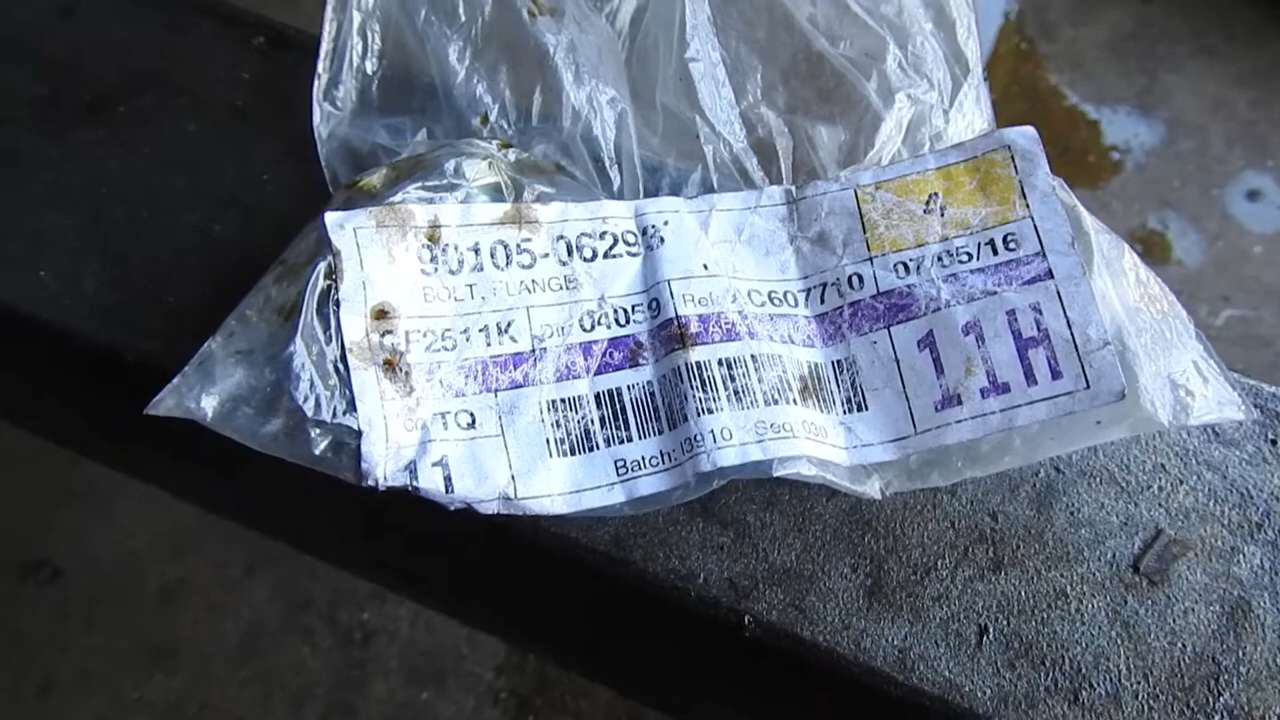 90105-06293
4
BOLT, FLANGE
07/05/16
GF2511K Dir: 04059 Ref: AC607710
11H
TQ
11
Batch: I3910 Seq: 030